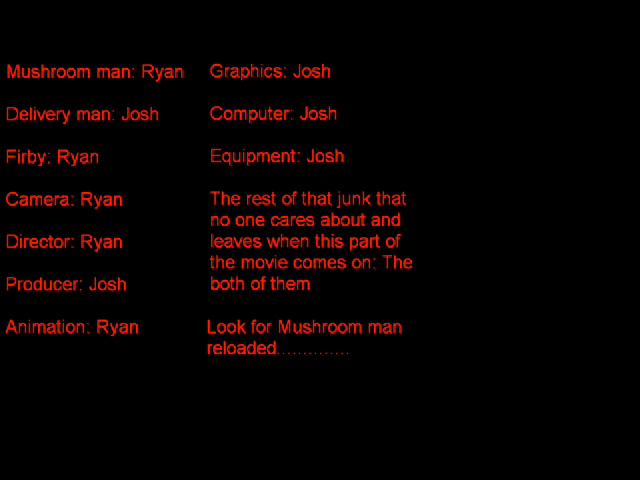 Mushroom man: Ryan
Delivery man: Josh
Firby: Ryan
Camera: Ryan
Director: Ryan
Producer: Josh
Animation: Ryan
Graphics: Josh
Computer: Josh
Equipment: Josh
The rest of that junk that
no one cares about and
leaves when this part of
the movie comes on: The
both of them
Look for Mushroom man
reloaded..............